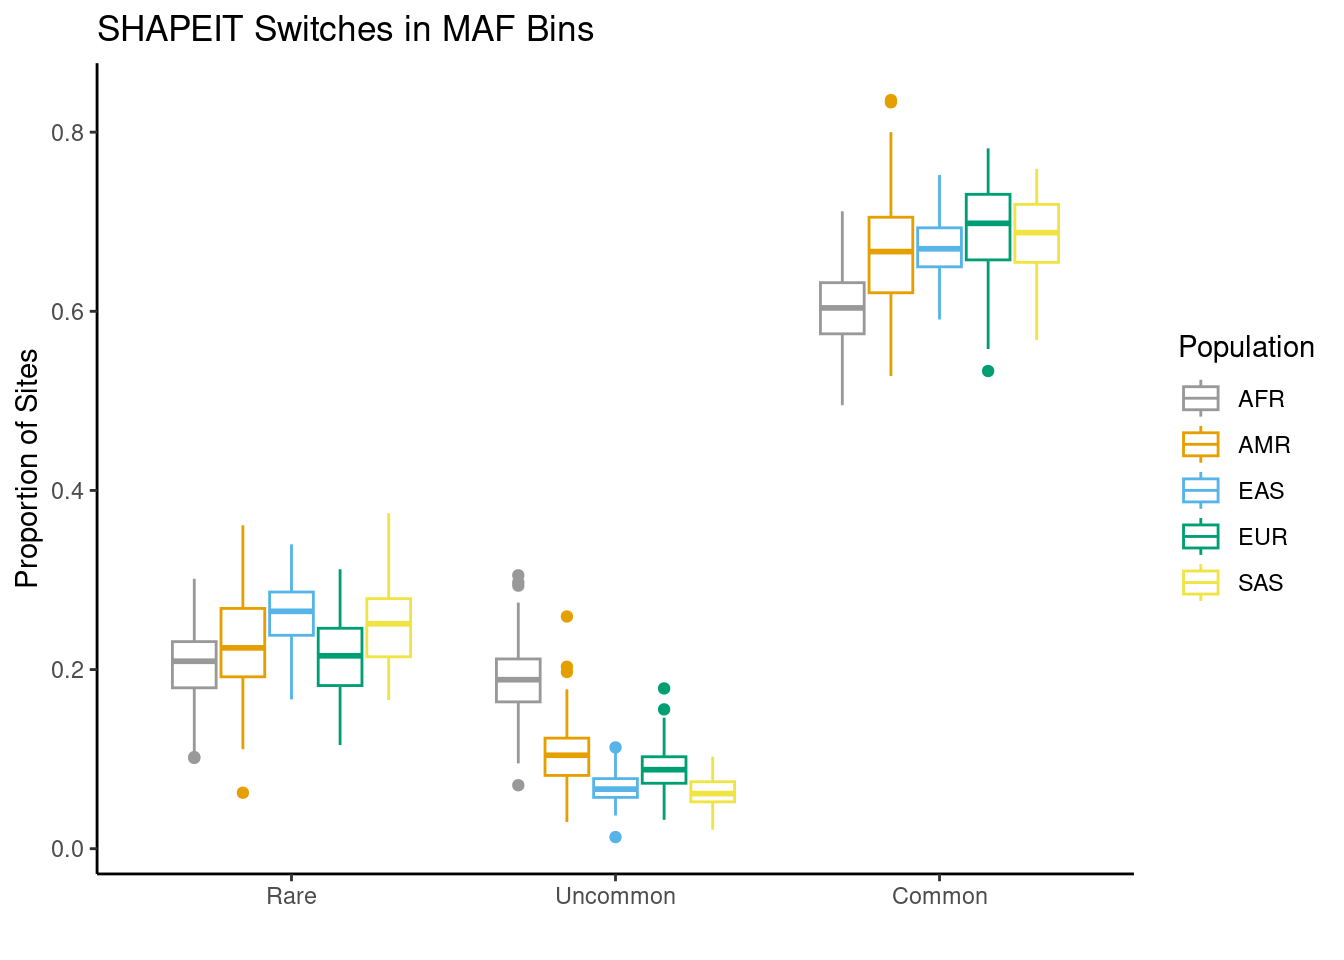 SHAPEIT Switches in MAF Bins
Proportion of Sites
0.8
0.6
0.4
0.2
0.0
Rare
Uncommon
Common
Population
AFR
AMR
EAS
EUR
SAS